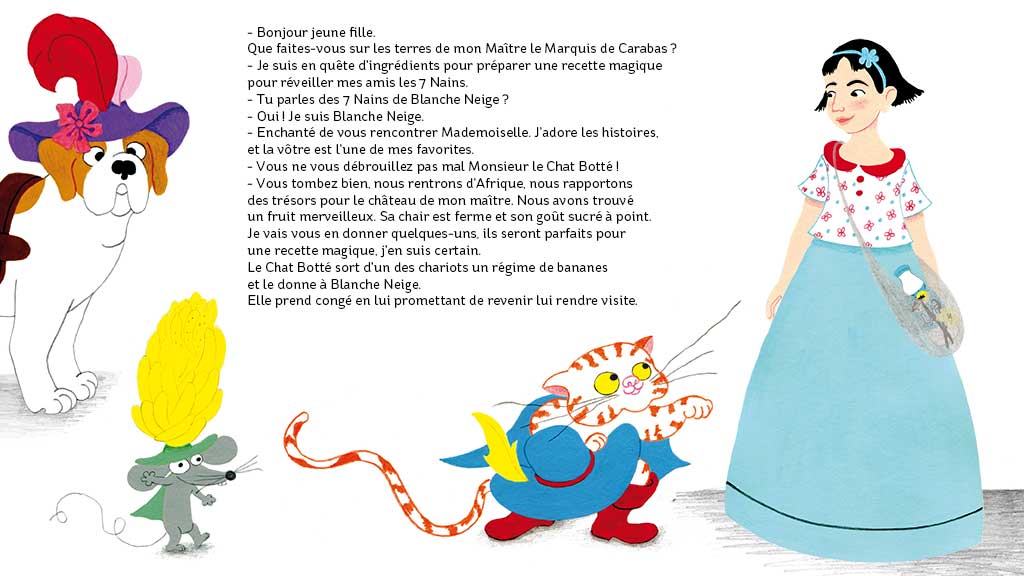 - Bonjour jeune fille.
Que faites-vous sur les terres de mon Maître le Marquis de Carabas ?
- Je suis en quête d'ingrédients pour préparer une recette magique
pour réveiller mes amis les 7 Nains.
- Tu parles des 7 Nains de Blanche Neige ?
- Oui ! Je suis Blanche Neige.
- Enchanté de vous rencontrer Mademoiselle. J'adore les histoires,
et la vôtre est l'une de mes favorites.
- Vous ne vous débrouillez pas mal Monsieur le Chat Botté !
- Vous tombez bien, nous rentrons d'Afrique, nous rapportons
des trésors pour le château de mon maître. Nous avons trouvé
un fruit merveilleux. Sa chair est ferme et son goût sucré à point.
Je vais vous en donner quelques-uns, ils seront parfaits pour
une recette magique, j'en suis certain.
Le Chat Botté sort d'un des chariots un régime de bananes
et le donne à Blanche Neige.
Elle prend congé en lui promettant de revenir lui rendre visite.